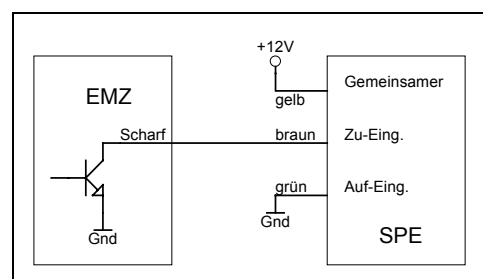 +12V
EMZ
Gemeinsamer
gelb
Scharf
braun
Zu-Eing.
grün
Auf-Eing.
Gnd
Gnd
SPE